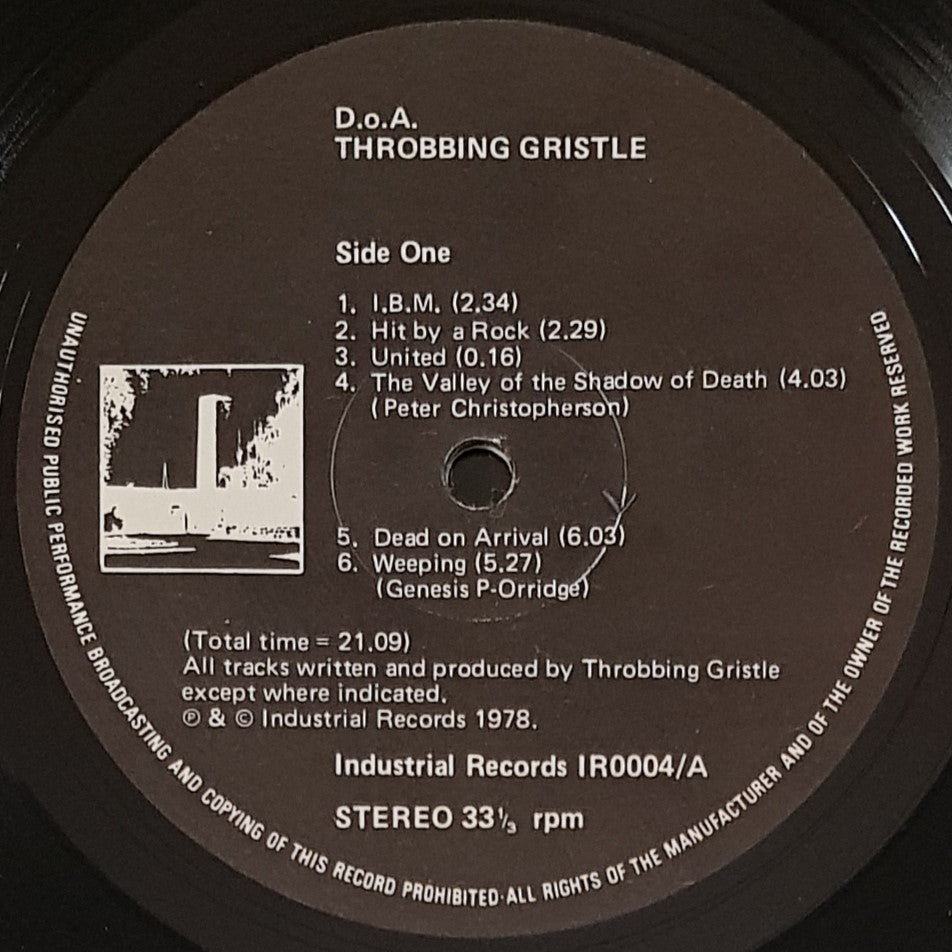 D.o.A.
THROBBING GRISTLE
Side One
1. I.B.M. (2.34)
2. Hit by a Rock (2.29)
3. United (0.16)
4. The Valley of the Shadow of Death (4.03)
(Peter Christopherson)
5. Dead on Arrival (6.03)
6. Weeping (5.27)
(Genesis P-Orridge)
(Total time = 21.09)
All tracks written and produced by Throbbing Gristle
except where indicated.
℗ & © Industrial Records 1978.
Industrial Records IR0004/A
STEREO 33⅓ rpm
UNAUTHORISED PUBLIC PERFORMANCE BROADCASTING AND COPYING OF THIS RECORD PROHIBITED·ALL RIGHTS OF THE MANUFACTURER AND OF THE OWNER OF THE RECORDED WORK RESERVED